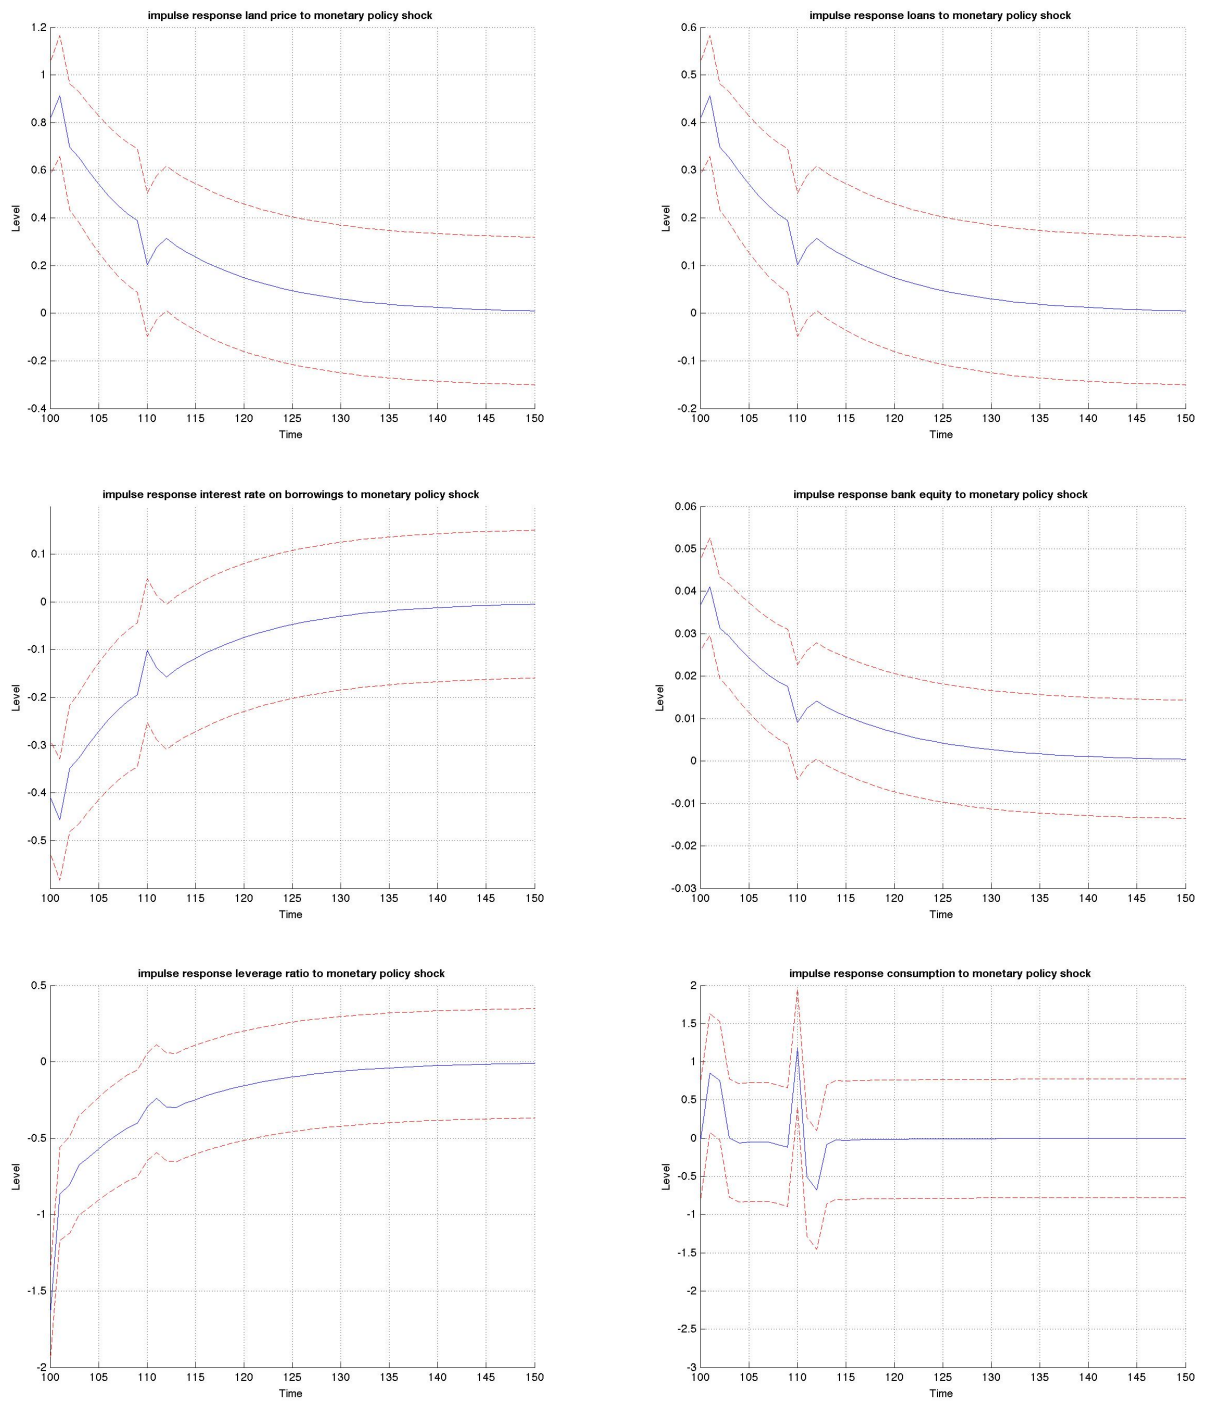 impulse response land price to monetary policy shock
1.2
1
0.8
0.6
0.4
0.2
0
-0.2
-0.4
Level
100 105 110 115 120 125 130 135 140 145 150
Time
impulse response loans to monetary policy shock
0.6
0.5
0.4
0.3
0.2
0.1
0
-0.1
-0.2
Level
100 105 110 115 120 125 130 135 140 145 150
Time
impulse response interest rate on borrowings to monetary policy shock
0.1
0
-0.1
-0.2
-0.3
-0.4
-0.5
Level
100 105 110 115 120 125 130 135 140 145 150
Time
impulse response bank equity to monetary policy shock
0.06
0.05
0.04
0.03
0.02
0.01
0
-0.01
-0.02
-0.03
Level
100 105 110 115 120 125 130 135 140 145 150
Time
impulse response leverage ratio to monetary policy shock
0.5
0
-0.5
-1
-1.5
-2
Level
100 105 110 115 120 125 130 135 140 145 150
Time
impulse response consumption to monetary policy shock
2
1.5
1
0.5
0
-0.5
-1
-1.5
-2
-2.5
-3
Level
100 105 110 115 120 125 130 135 140 145 150
Time